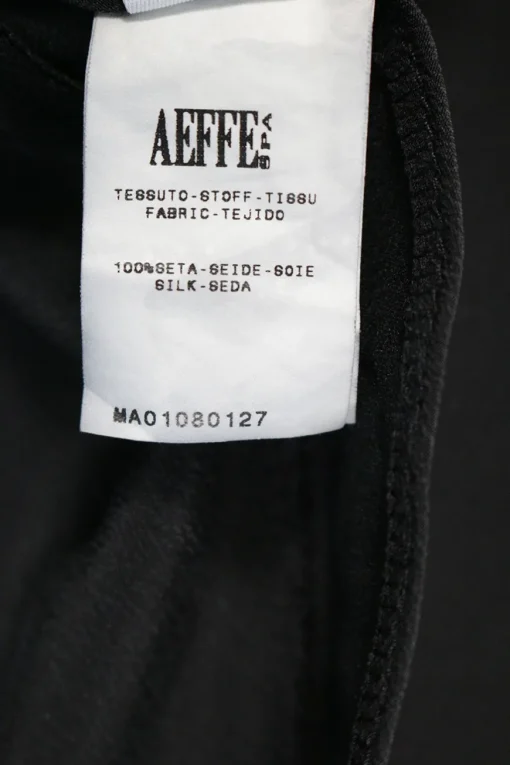 AEFFE SPA
TESSUTO-STOFF-TISSU
FABRIC-TEJIDO
100%SETA-SEIDE-SOIE
SILK-SEDA
MA01080127